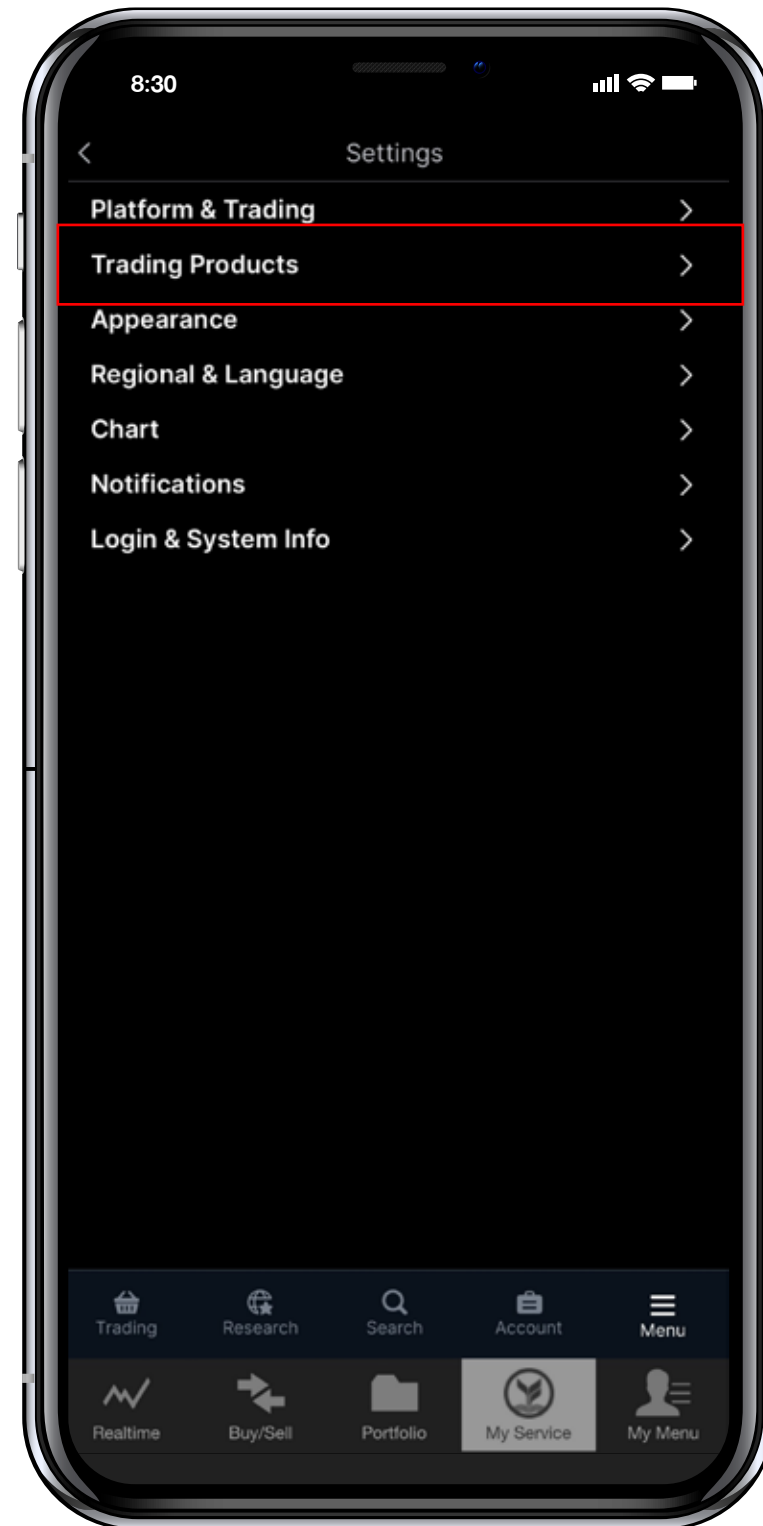 8:30
Settings
Platform & Trading
Trading Products
Appearance
Regional & Language
Chart
Notifications
Login & System Info
Trading Research Search Account Menu
Realtime Buy/Sell Portfolio My Service My Menu